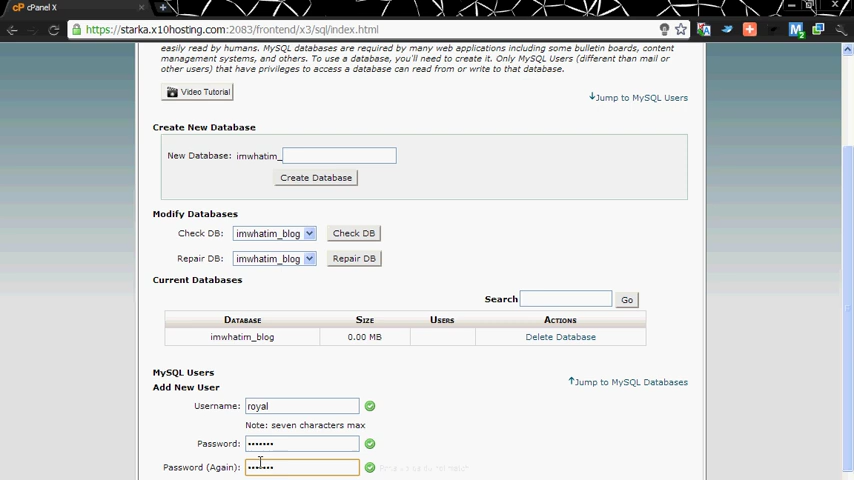 cPanel X
https://starka.x10hosting.com:2083/frontend/x3/sql/index.html
easily read by humans. MySQL databases are required by many web applications including some bulletin boards, content
management systems, and others. To use a database, you'll need to create it. Only MySQL Users (different than mail or
other users) that have privileges to access a database can read from or write to that database.
Video Tutorial
Jump to MySQL Users
Create New Database
New Database: imwhatim_
Create Database
Modify Databases
Check DB: imwhatim_blog Check DB
Repair DB: imwhatim_blog Repair DB
Current Databases
Search Go
Database Size Users Actions
imwhatim_blog 0.00 MB Delete Database
MySQL Users
Add New User
Jump to MySQL Databases
Username: royal
Note: seven characters max
Password: •••••••
Password (Again): •••••••